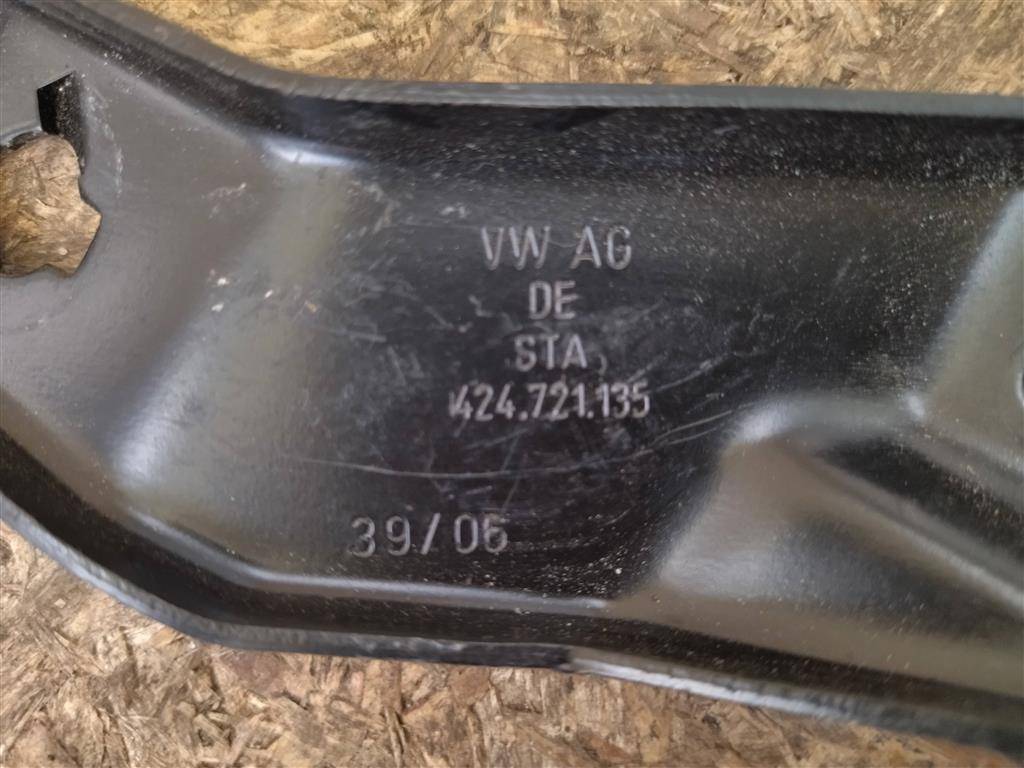 VW AG
DE
STA
424.721.135
39/06